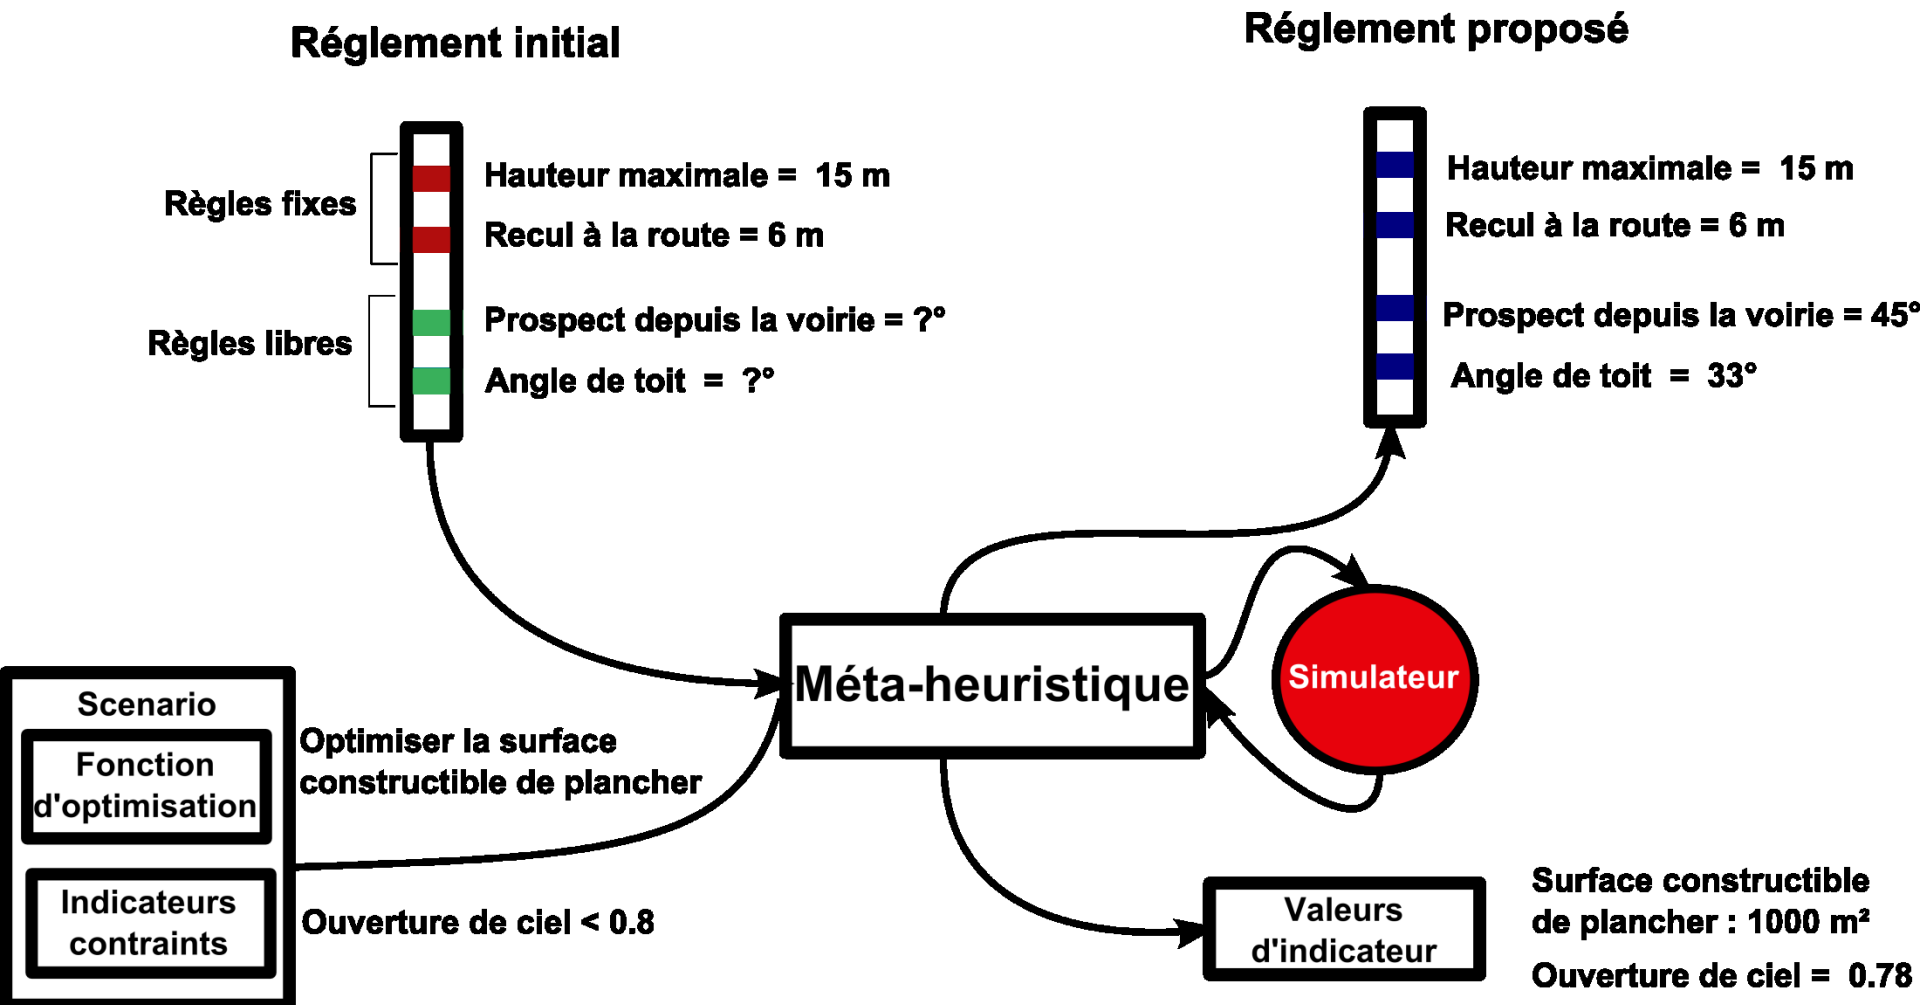 Réglement initial
Réglement proposé
Règles fixes
Hauteur maximale = 15 m
Recul à la route = 6 m
Règles libres
Prospect depuis la voirie = ?°
Angle de toit = ?°
Hauteur maximale = 15 m
Recul à la route = 6 m
Prospect depuis la voirie = 45°
Angle de toit = 33°
Scenario
Fonction
d'optimisation
Indicateurs
contraints
Optimiser la surface
constructible de plancher
Ouverture de ciel < 0.8
Méta-heuristique
Simulateur
Valeurs
d'indicateur
Surface constructible
de plancher : 1000 m²
Ouverture de ciel = 0.78